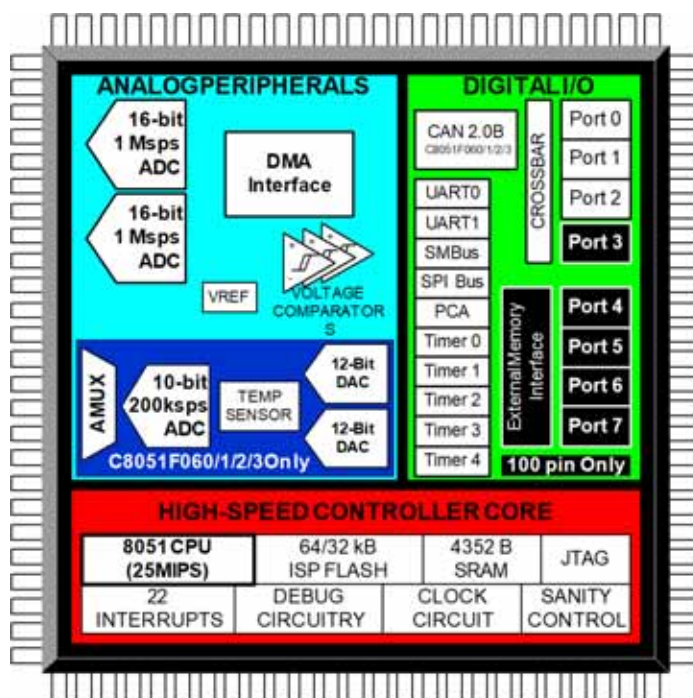 ANALOGPERIPHERALS
16-bit
1 Msps
ADC
16-bit
1 Msps
ADC
DMA
Interface
VREF
VOLTAGE
COMPARATOR
S
AMUX
10-bit
200ksps
ADC
TEMP
SENSOR
12-Bit
DAC
12-Bit
DAC
C8051F060/1/2/3Only
DIGITALI/O
CAN 2.0B
C8051F060/1/2/3
UART0
UART1
SMBus
SPI Bus
PCA
Timer 0
Timer 1
Timer 2
Timer 3
Timer 4
CROSSBAR
Port 0
Port 1
Port 2
Port 3
ExternalMemory
Interface
Port 4
Port 5
Port 6
Port 7
100 pin Only
HIGH-SPEED CONTROLLER CORE
8051CPU
(25MIPS)
64/32 kB
ISP FLASH
4352 B
SRAM
JTAG
22
INTERRUPTS
DEBUG
CIRCUITRY
CLOCK
CIRCUIT
SANITY
CONTROL